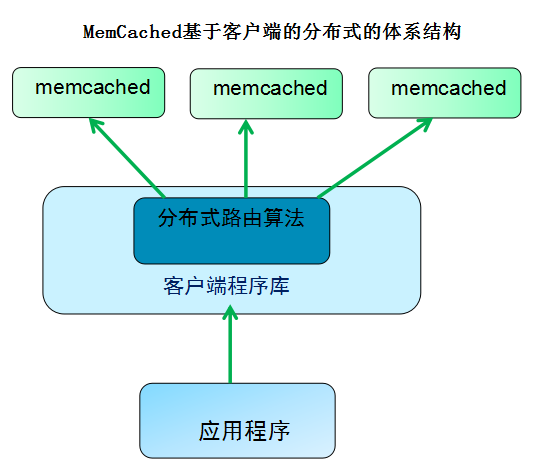 MemCached基于客户端的分布式的体系结构
memcached
memcached
memcached
分布式路由算法
客户端程序库
应用程序